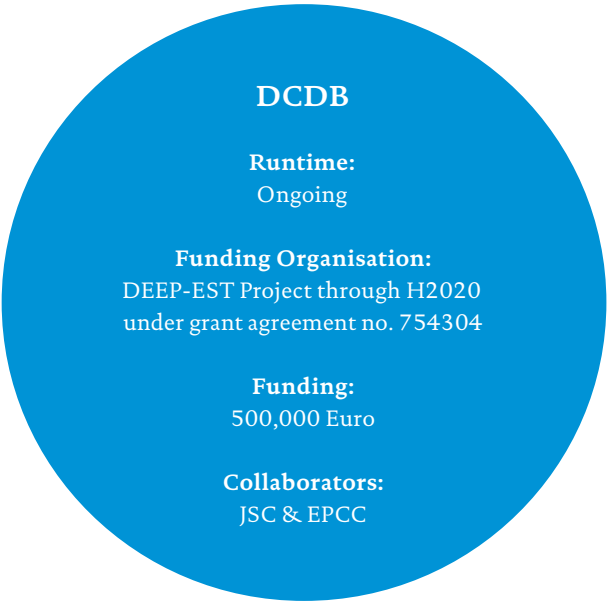 DCDB
Runtime:
Ongoing
Funding Organisation:
DEEP-EST Project through H2020
under grant agreement no. 754304
Funding:
500,000 Euro
Collaborators:
JSC & EPCC